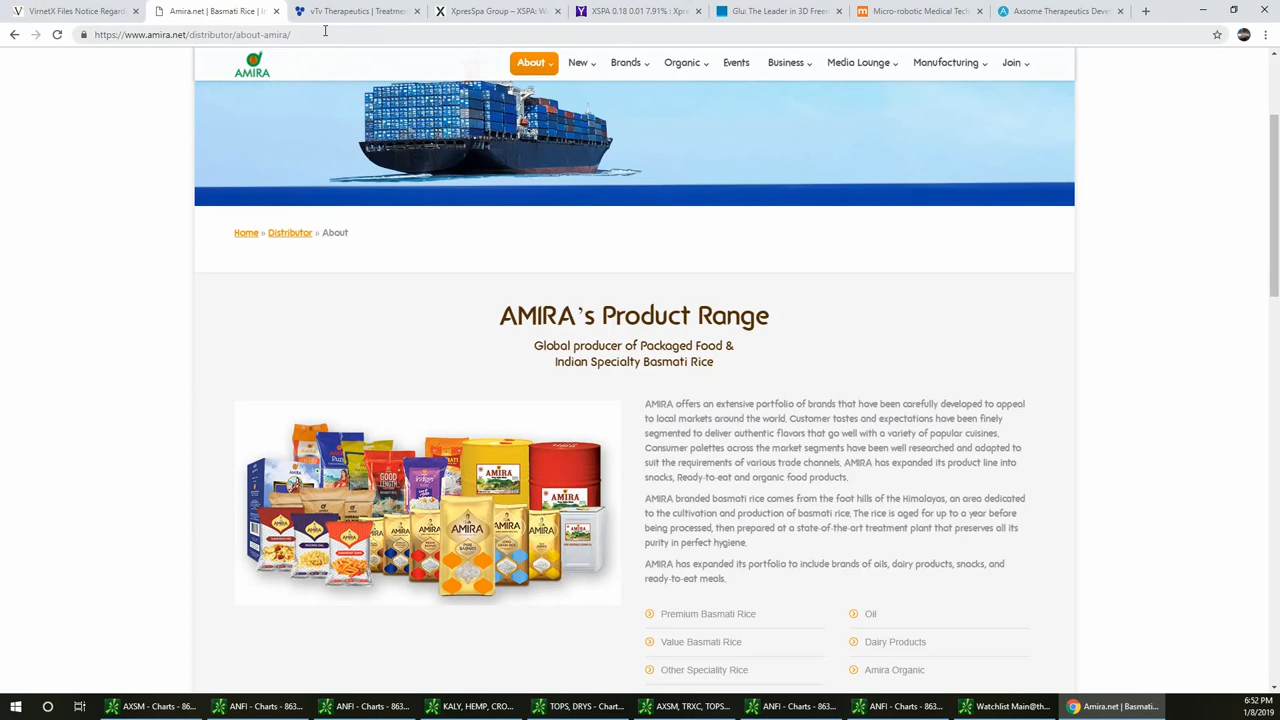 VirnetX Files Notice Regard
Amira.net | Basmati Rice | In
vTv Therapeutics | Treatme
XpresSpa Group – XSPA: W
XSPA 0.18 0.01 7.91% : Xpre
Glu: The Leader in 3D Freem
Micro-robotic Medical Tech
Axsome Therapeutics Deve
https://www.amira.net/distributor/about-amira/
AMIRA
About
New
Brands
Organic
Events
Business
Media Lounge
Manufacturing
Join
Home » Distributor » About
AMIRA's Product Range
Global producer of Packaged Food &
Indian Specialty Basmati Rice
AMIRA offers an extensive portfolio of brands that have been carefully developed to appeal
to local markets around the world. Customer tastes and expectations have been finely
segmented to deliver authentic flavors that go well with a variety of popular cuisines.
Consumer palettes across the market segments have been well researched and adapted to
suit the requirements of various trade channels. AMIRA has expanded its product line into
snacks, Ready-to-eat and organic food products.
AMIRA branded basmati rice comes from the foot hills of the Himalayas, an area dedicated
to the cultivation and production of basmati rice. The rice is aged for up to a year before
being processed, then prepared at a state-of-the-art treatment plant that preserves all its
purity in perfect hygiene.
AMIRA has expanded its portfolio to include brands of oils, dairy products, snacks, and
ready-to-eat meals.
Premium Basmati Rice
Oil
Value Basmati Rice
Dairy Products
Other Speciality Rice
Amira Organic
AMIRA
AMIRA
GOOD LENGTH
AMIRA
AMIRA
AMIRA
AXSM - Charts - 86...
ANFI - Charts - 863...
ANFI - Charts - 863...
KALY, HEMP, CRO...
TOPS, DRYS - Chart...
AXSM, TRXC, TOPS...
ANFI - Charts - 863...
ANFI - Charts - 863...
Watchlist Main@th...
Amira.net | Basmati...
6:52 PM
1/8/2019